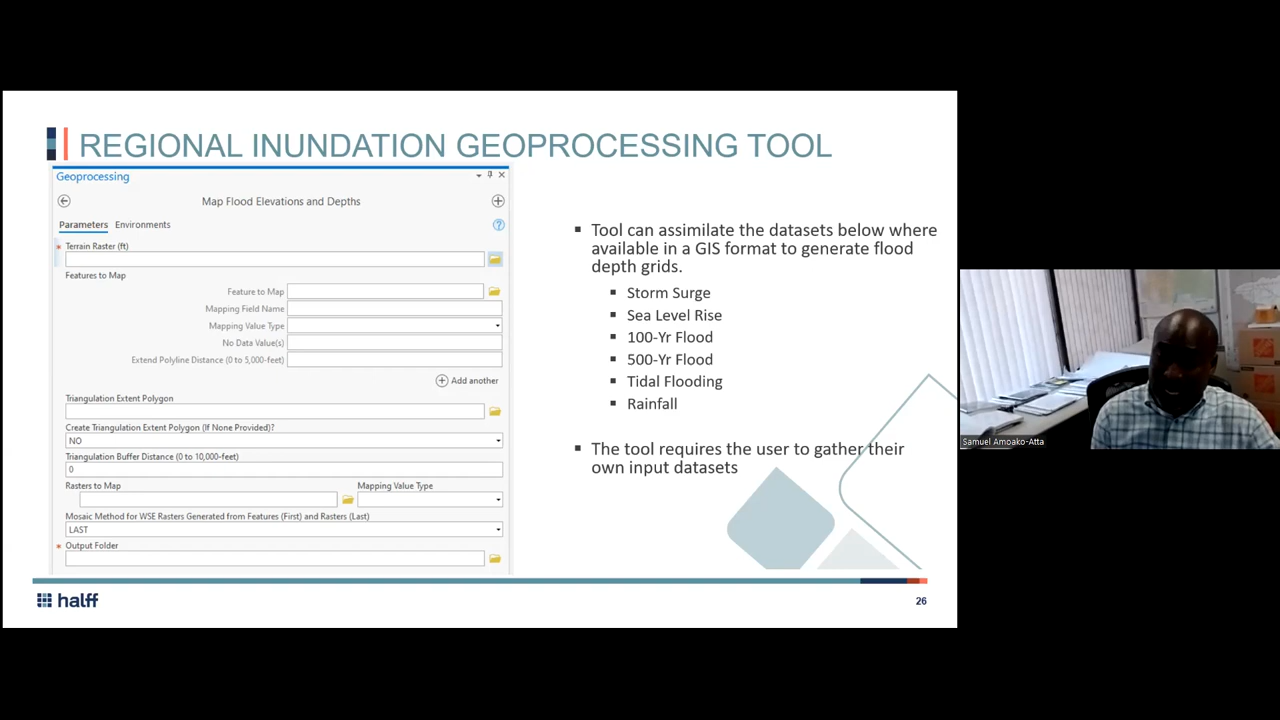 REGIONAL INUNDATION GEOPROCESSING TOOL
Geoprocessing
Map Flood Elevations and Depths
Parameters Environments
* Terrain Raster (ft)
Features to Map
Feature to Map
Mapping Field Name
Mapping Value Type
No Data Value(s)
Extend Polyline Distance (0 to 5,000-feet)
Add another
Triangulation Extent Polygon
Create Triangulation Extent Polygon (If None Provided)?
NO
Triangulation Buffer Distance (0 to 10,000-feet)
0
Rasters to Map Mapping Value Type
Mosaic Method for WSE Rasters Generated from Features (First) and Rasters (Last)
LAST
* Output Folder
Tool can assimilate the datasets below where
available in a GIS format to generate flood
depth grids.
Storm Surge
Sea Level Rise
100-Yr Flood
500-Yr Flood
Tidal Flooding
Rainfall
The tool requires the user to gather their
own input datasets
halff
26
Samuel Amoako-Atta